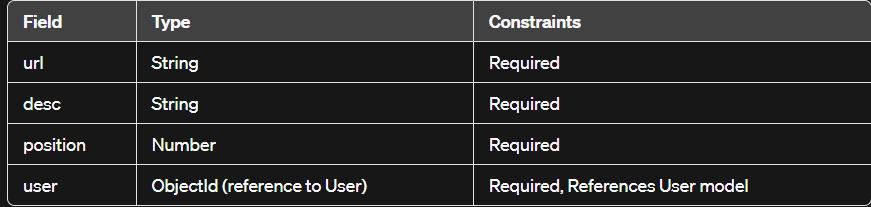 Field Type Constraints
url String Required
desc String Required
position Number Required
user ObjectId (reference to User) Required, References User model